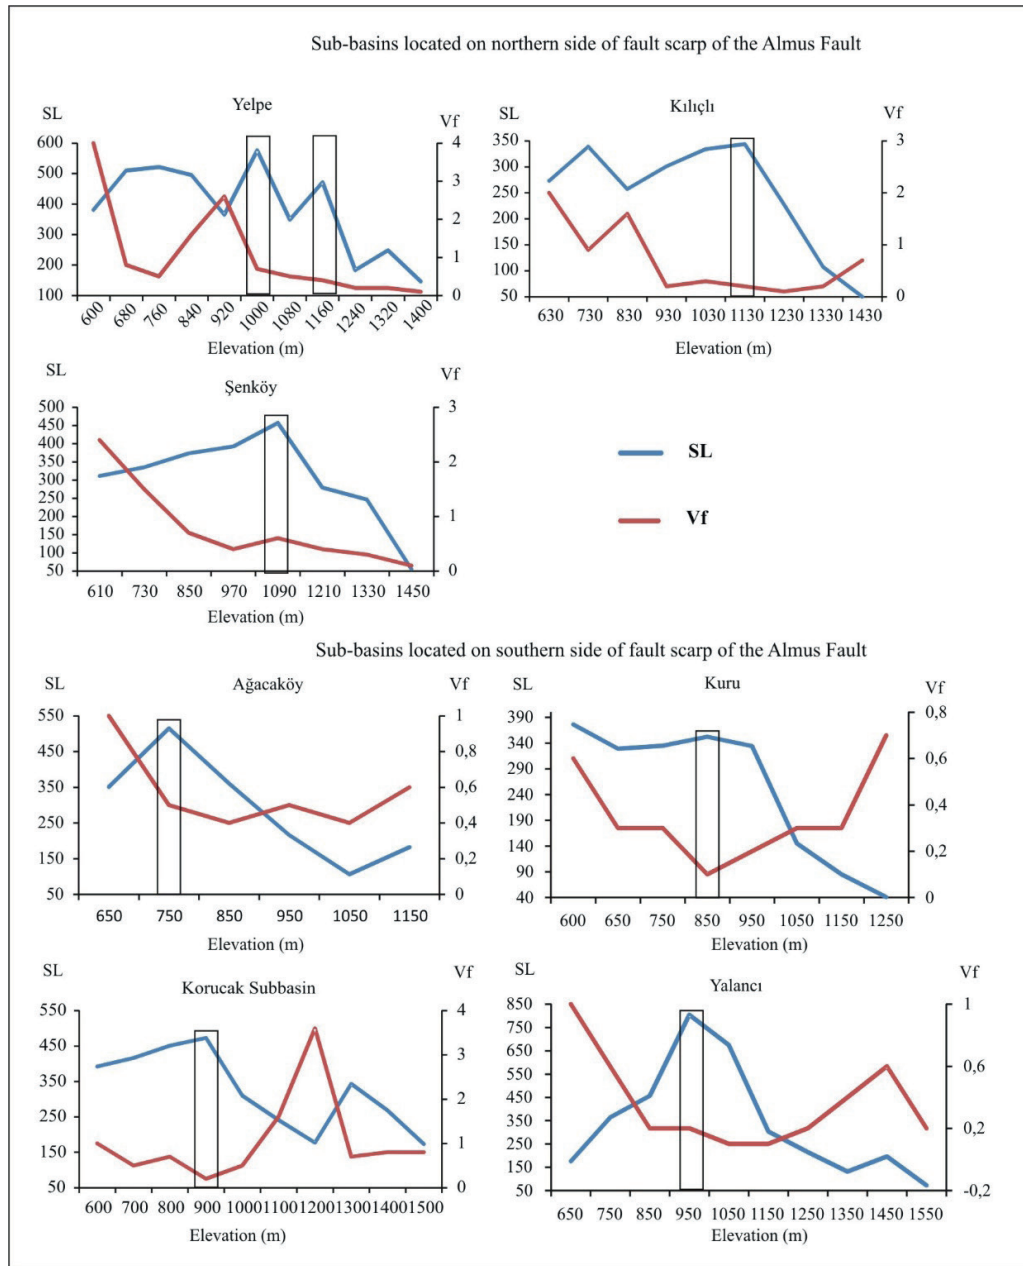 Sub-basins located on northern side of fault scarp of the Almus Fault
Yelpe
SL
Vf
600
500
400
300
200
100
4
3
2
1
0
600 680 760 840 920 1000 1080 1160 1240 1320 1400
Elevation (m)
Kılıçlı
SL
Vf
350
300
250
200
150
100
50
3
2
1
0
630 730 830 930 1030 1130 1230 1330 1430
Elevation (m)
Şenköy
SL
Vf
500
450
400
350
300
250
200
150
100
50
3
2
1
0
610 730 850 970 1090 1210 1330 1450
Elevation (m)
SL
Vf
Sub-basins located on southern side of fault scarp of the Almus Fault
Ağacaköy
SL
Vf
550
450
350
250
150
50
1
0,8
0,6
0,4
0,2
0
650 750 850 950 1050 1150
Elevation (m)
Kuru
SL
Vf
390
340
290
240
190
140
90
40
0,8
0,6
0,4
0,2
0
600 650 750 850 950 1050 1150 1250
Elevation (m)
Korucak Subbasin
SL
Vf
550
450
350
250
150
50
4
3
2
1
0
600 700 800 900 1000 1100 1200 1300 1400 1500
Elevation (m)
Yalancı
SL
Vf
850
750
650
550
450
350
250
150
50
1
0,6
0,2
-0,2
650 750 850 950 1050 1150 1250 1350 1450 1550
Elevation (m)